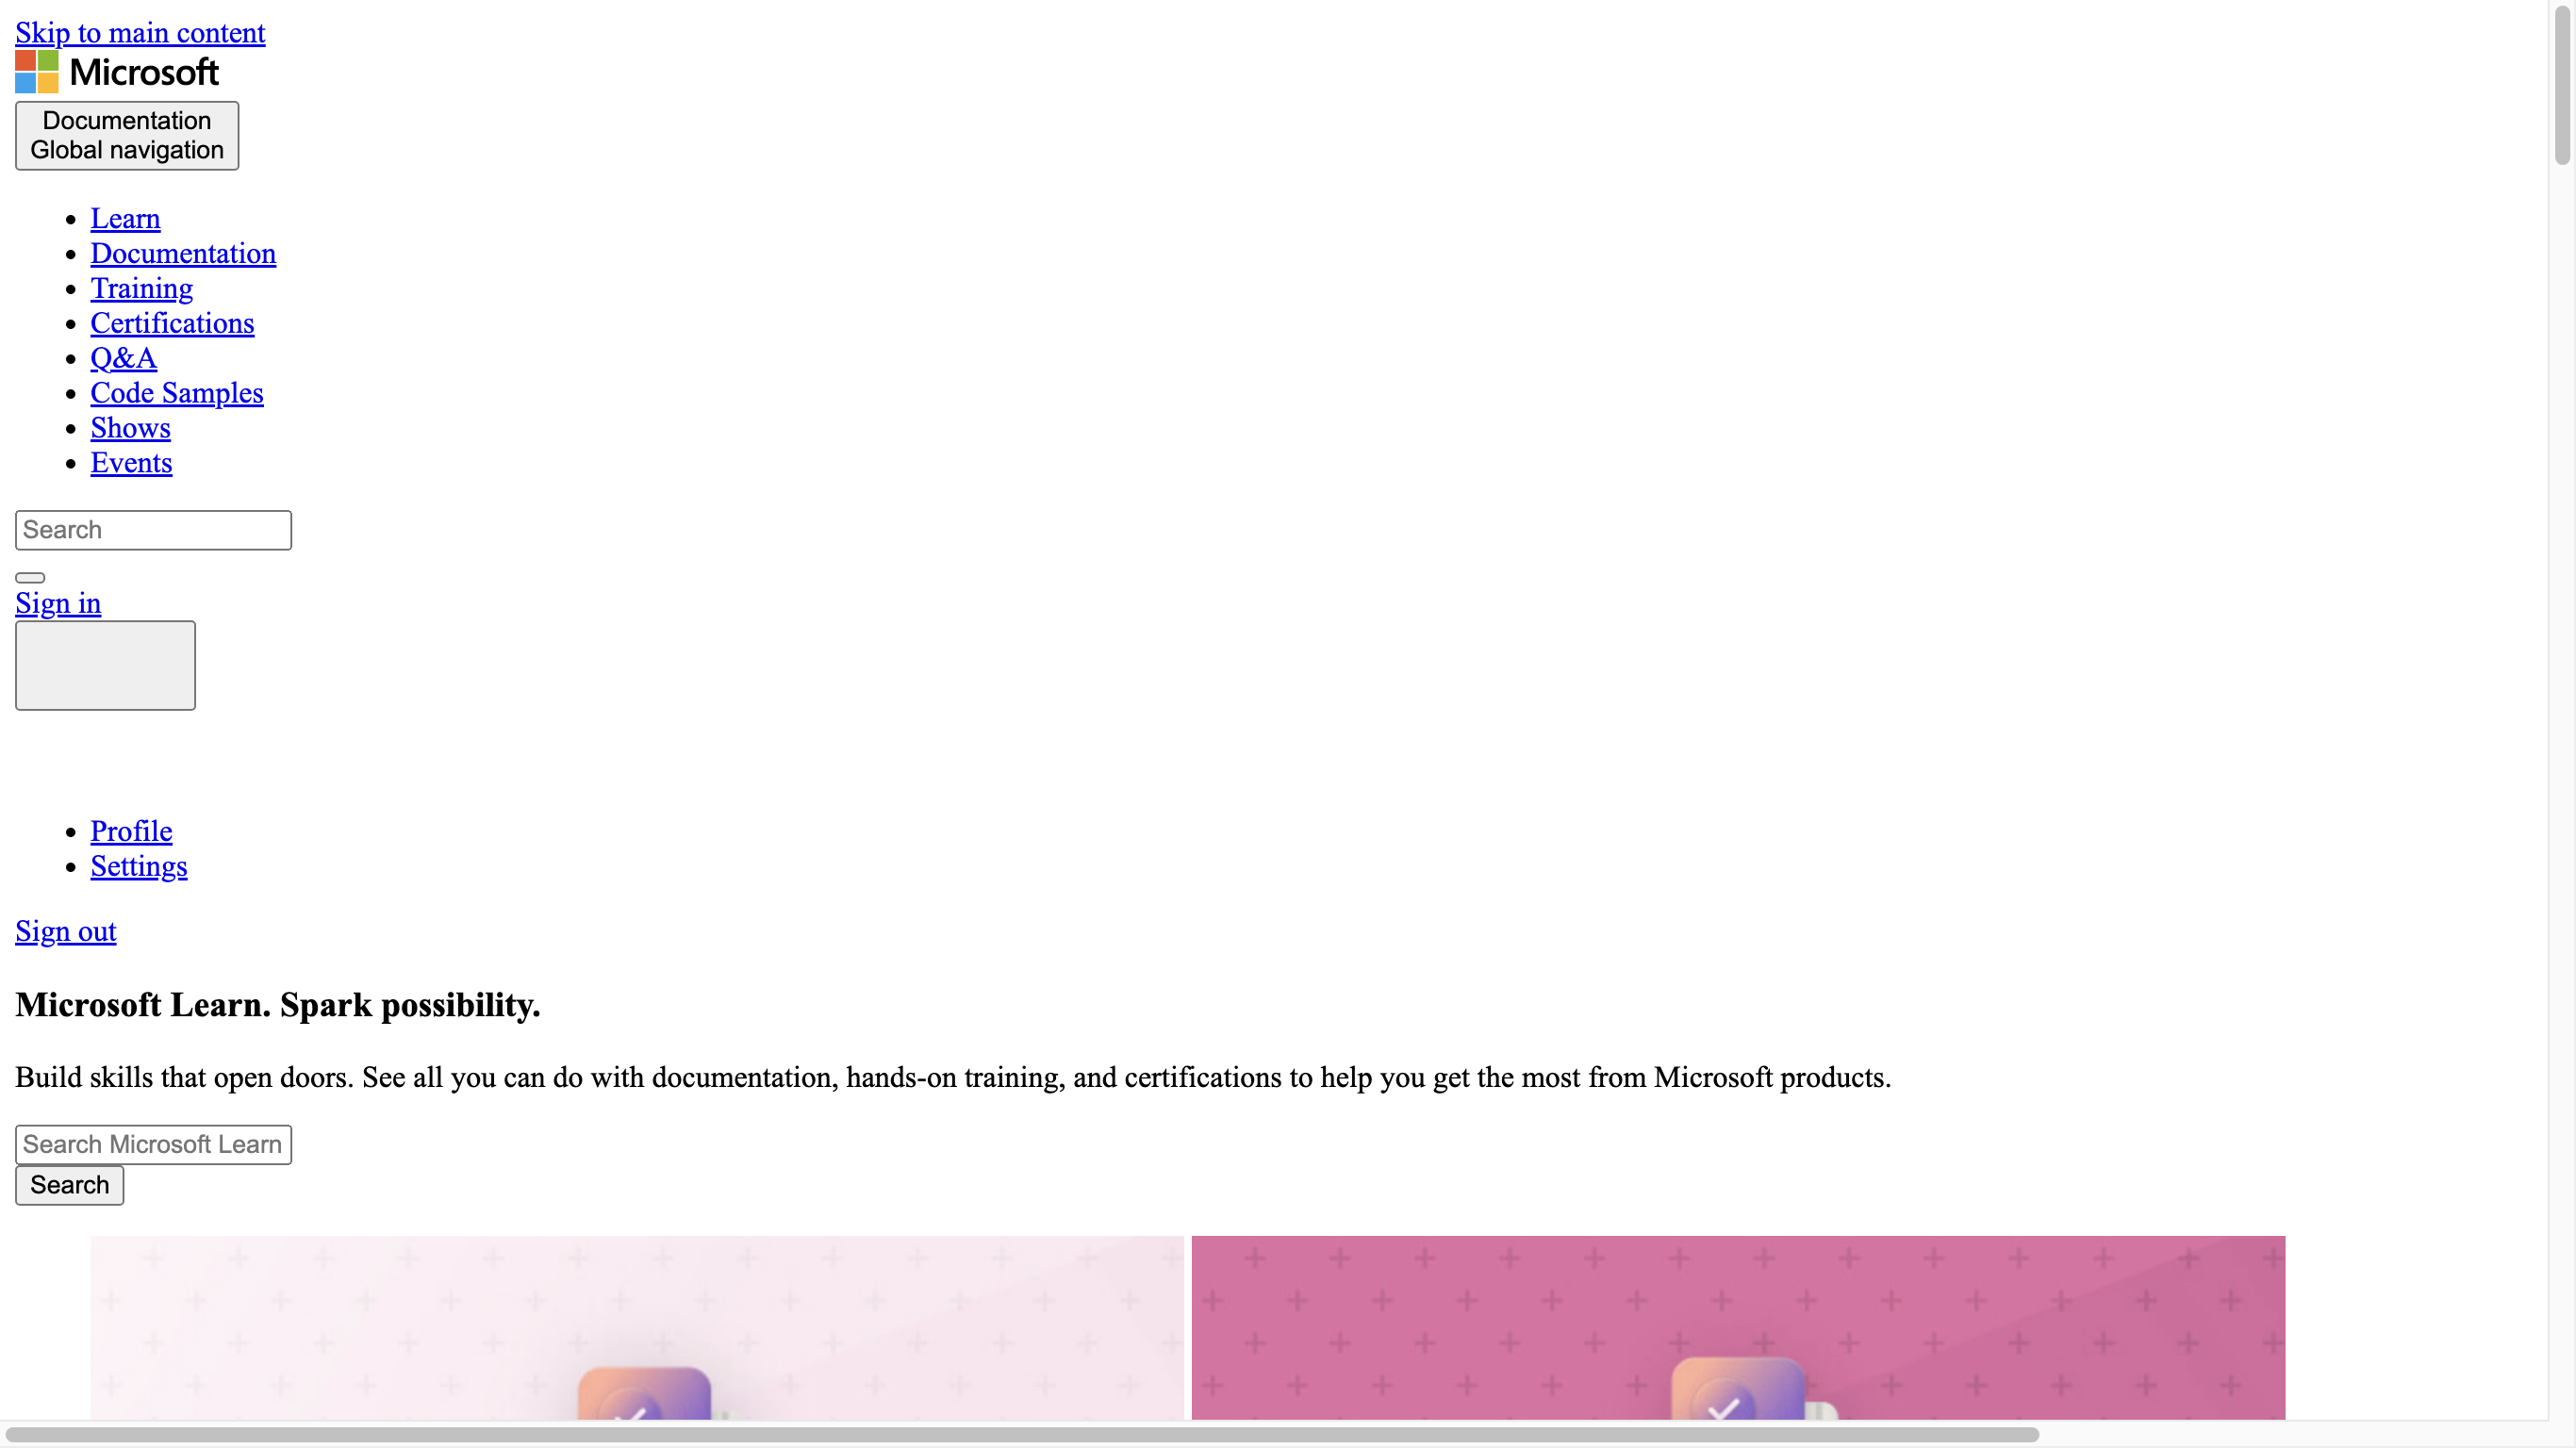 Skip to main content
Microsoft
Documentation
Global navigation
Learn
Documentation
Training
Certifications
Q&A
Code Samples
Shows
Events
Search
Sign in
Profile
Settings
Sign out
Microsoft Learn. Spark possibility.
Build skills that open doors. See all you can do with documentation, hands-on training, and certifications to help you get the most from Microsoft products.
Search Microsoft Learn
Search